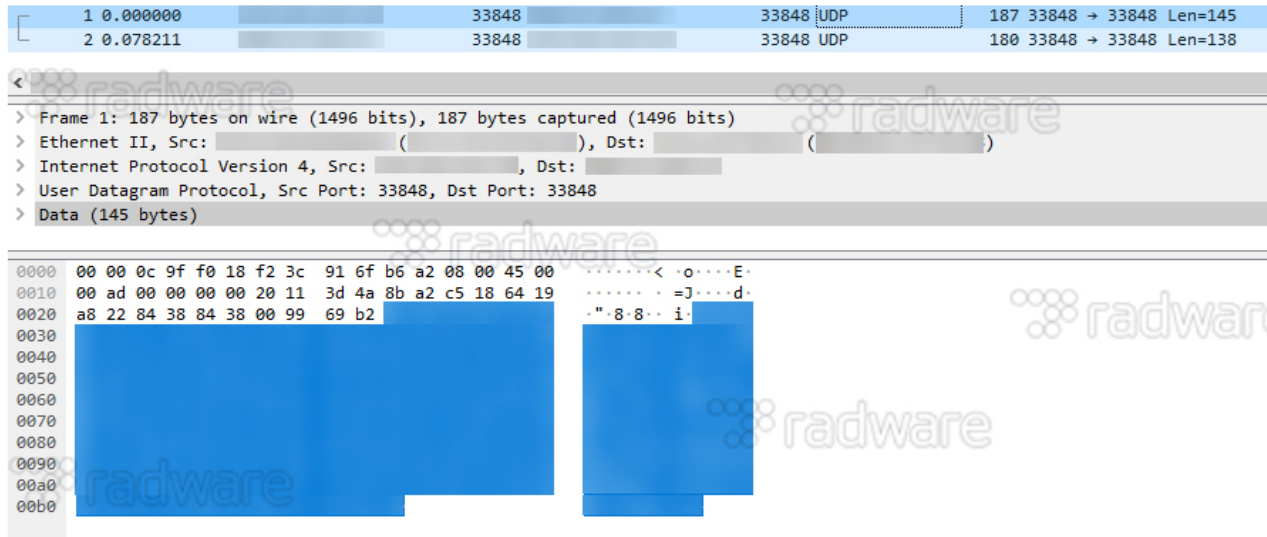 1 0.000000 33848 33848 UDP 187 33848 → 33848 Len=145
2 0.078211 33848 33848 UDP 180 33848 → 33848 Len=138
<
radware radware
> Frame 1: 187 bytes on wire (1496 bits), 187 bytes captured (1496 bits)
> Ethernet II, Src: ( ), Dst: ( )
> Internet Protocol Version 4, Src: , Dst:
> User Datagram Protocol, Src Port: 33848, Dst Port: 33848
> Data (145 bytes)
radware
0000 00 00 0c 9f f0 18 f2 3c 91 6f b6 a2 08 00 45 00 ·······< ·o····E·
0010 00 ad 00 00 00 00 20 11 3d 4a 8b a2 c5 18 64 19 ······ · =J····d·
0020 a8 22 84 38 84 38 00 99 69 b2 ·"·8·8·· i·
radwar
0030
0040
0050
0060
0070
radware
0080
0090
00a0
radware
00b0